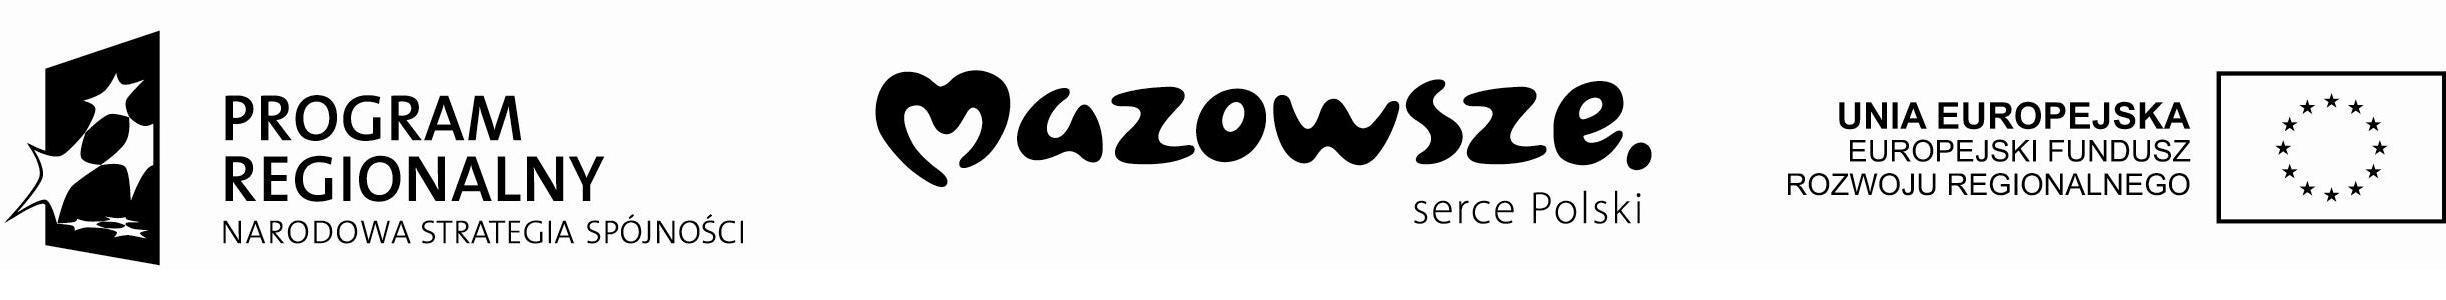 PROGRAM
REGIONALNY
NARODOWA STRATEGIA SPÓJNOŚCI
mazowsze.
serce Polski
UNIA EUROPEJSKA
EUROPEJSKI FUNDUSZ
ROZWOJU REGIONALNEGO